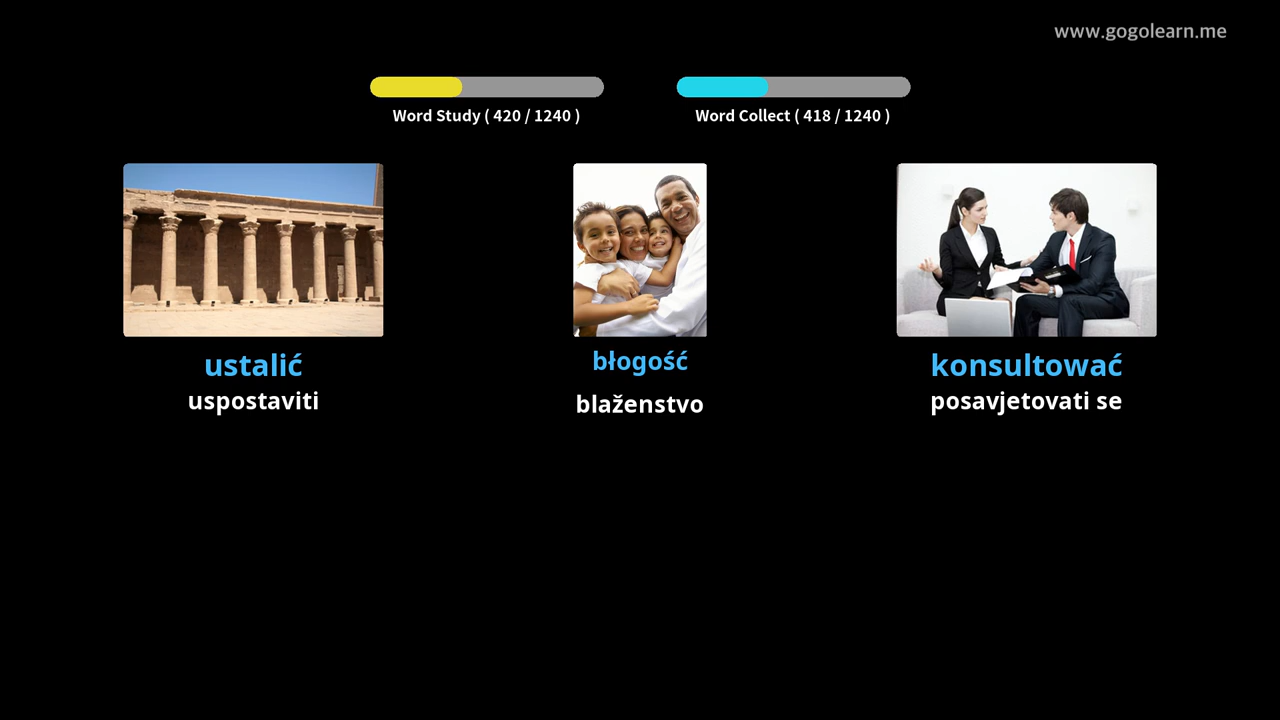 www.gogolearn.me
Word Study ( 420 / 1240 )
Word Collect ( 418 / 1240 )
ustalić
uspostaviti
błogość
blaženstvo
konsultować
posavjetovati se